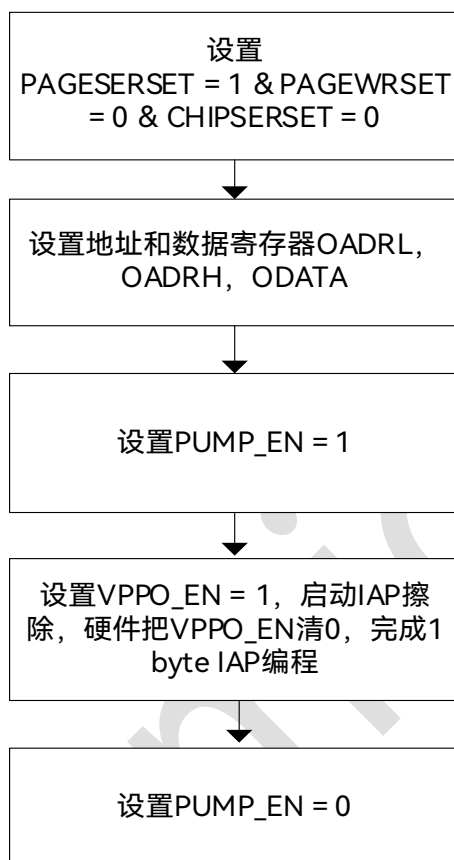 设置
PAGESERSET = 1 & PAGEWRSET
= 0 & CHIPSERSET = 0
设置地址和数据寄存器OADRL，
OADRH，ODATA
设置PUMP_EN = 1
设置VPPO_EN = 1，启动IAP擦
除，硬件把VPPO_EN清0，完成1
byte IAP编程
设置PUMP_EN = 0